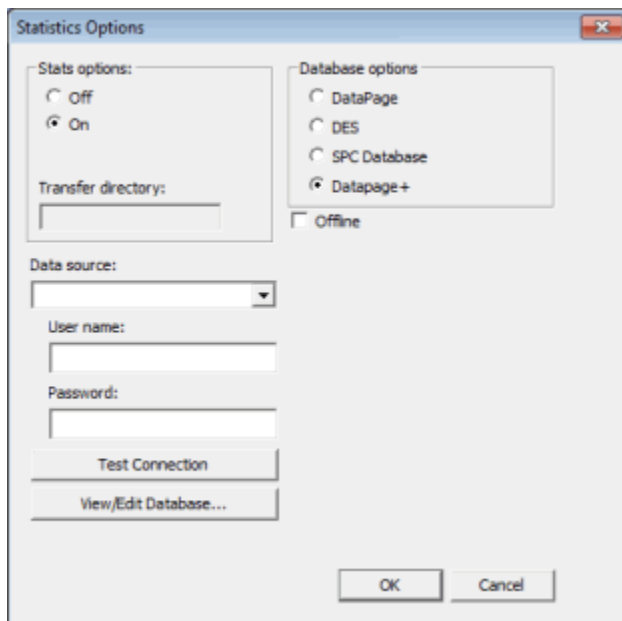 Statistics Options
Stats options:
Off
On
Transfer directory:
Database options
DataPage
DES
SPC Database
Datapage+
Offline
Data source:
User name:
Password:
Test Connection
View/Edit Database...
OK
Cancel